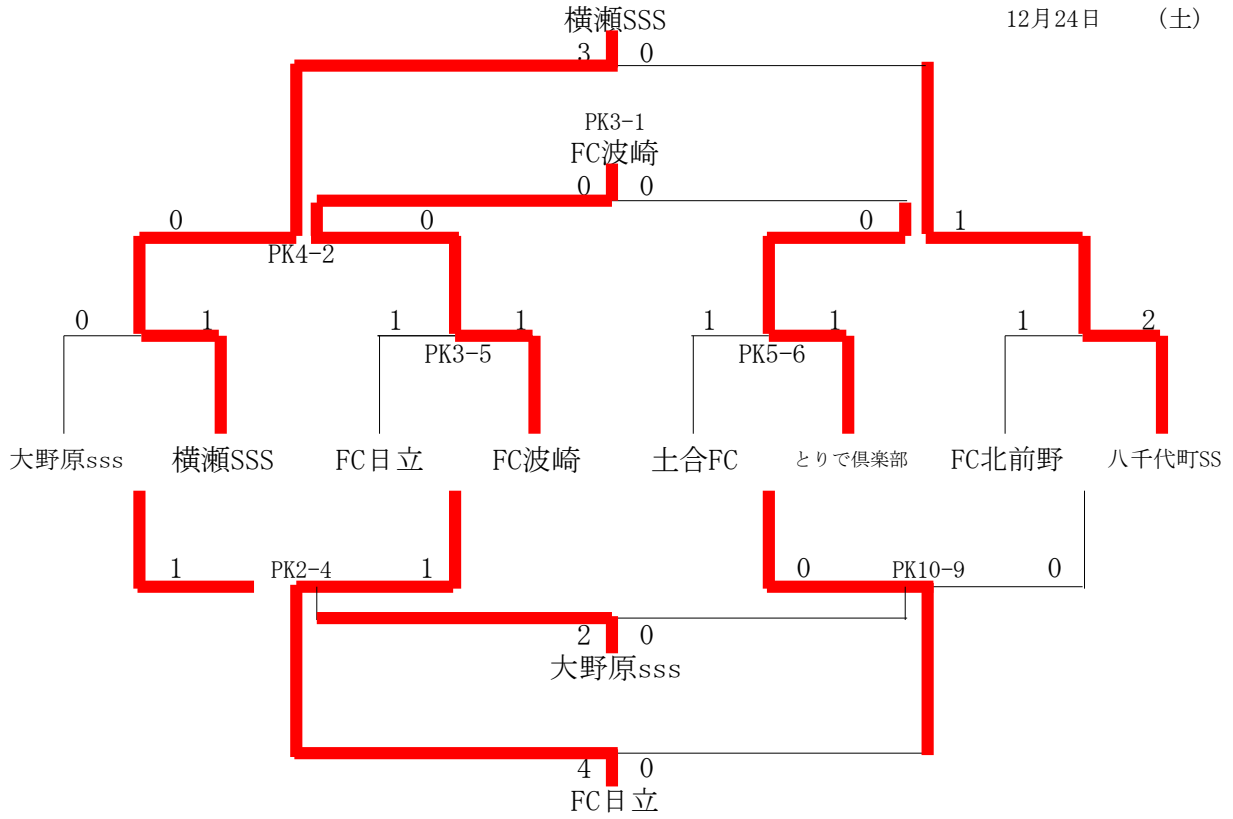 横瀬SSS 12月24日 (土)
3 0
PK3-1
FC波崎
0 0
0 0 0 1
PK4-2
0 1 1 1 1 1 1 2
PK3-5 PK5-6
大野原sss 横瀬SSS FC日立 FC波崎 土合FC とりで倶楽部 FC北前野 八千代町SS
1 PK2-4 1 0 PK10-9 0
2 0
大野原sss
4 0
FC日立